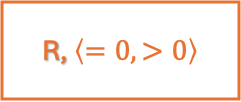 R, ⟨= 0, > 0⟩